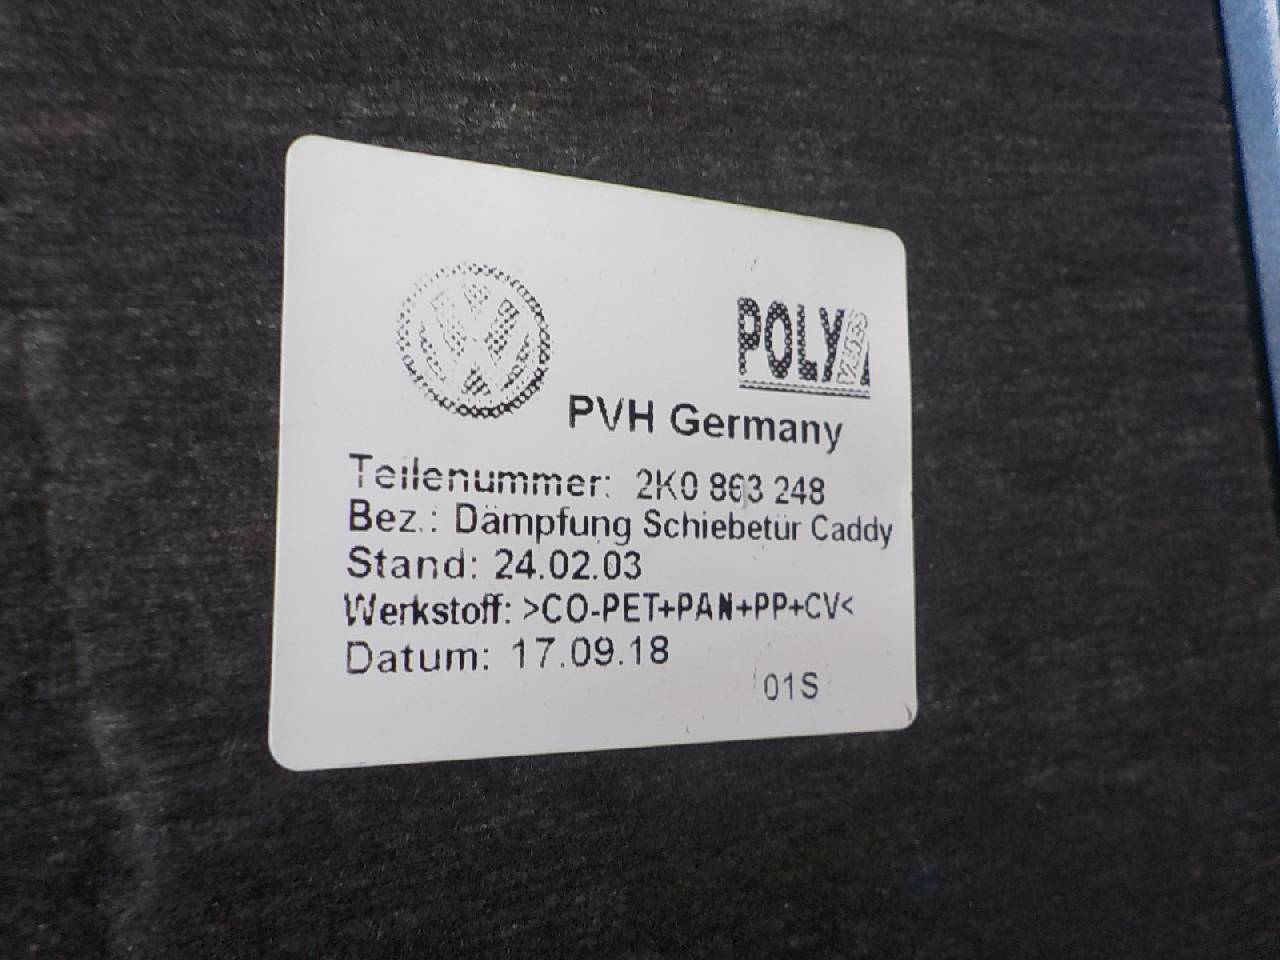 POLY
PVH Germany
Teilenummer: 2K0 863 248
Bez.: Dämpfung Schiebetür Caddy
Stand: 24.02.03
Werkstoff: >CO-PET+PAN+PP+CV<
Datum: 17.09.18
01S